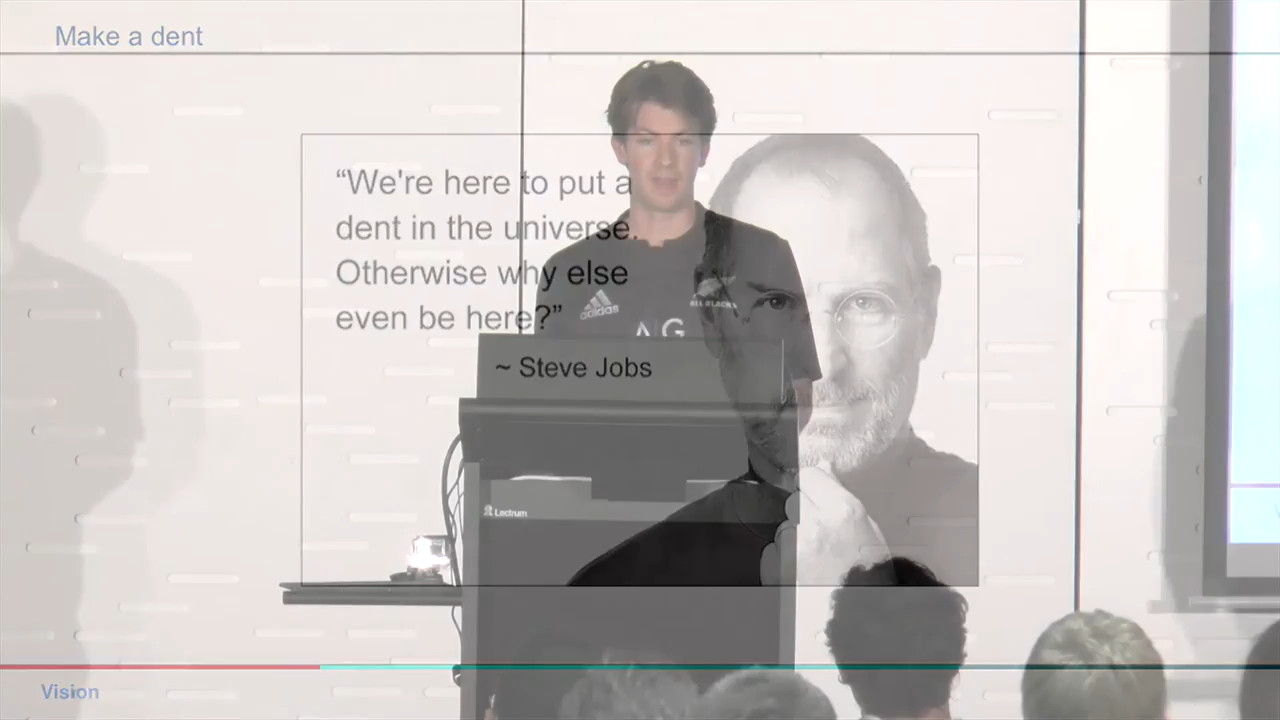 Make a dent
“We're here to put a
dent in the universe.
Otherwise why else
even be here?”
~ Steve Jobs
adidas
ALL BLACKS
AIG
Lectrum
Vision